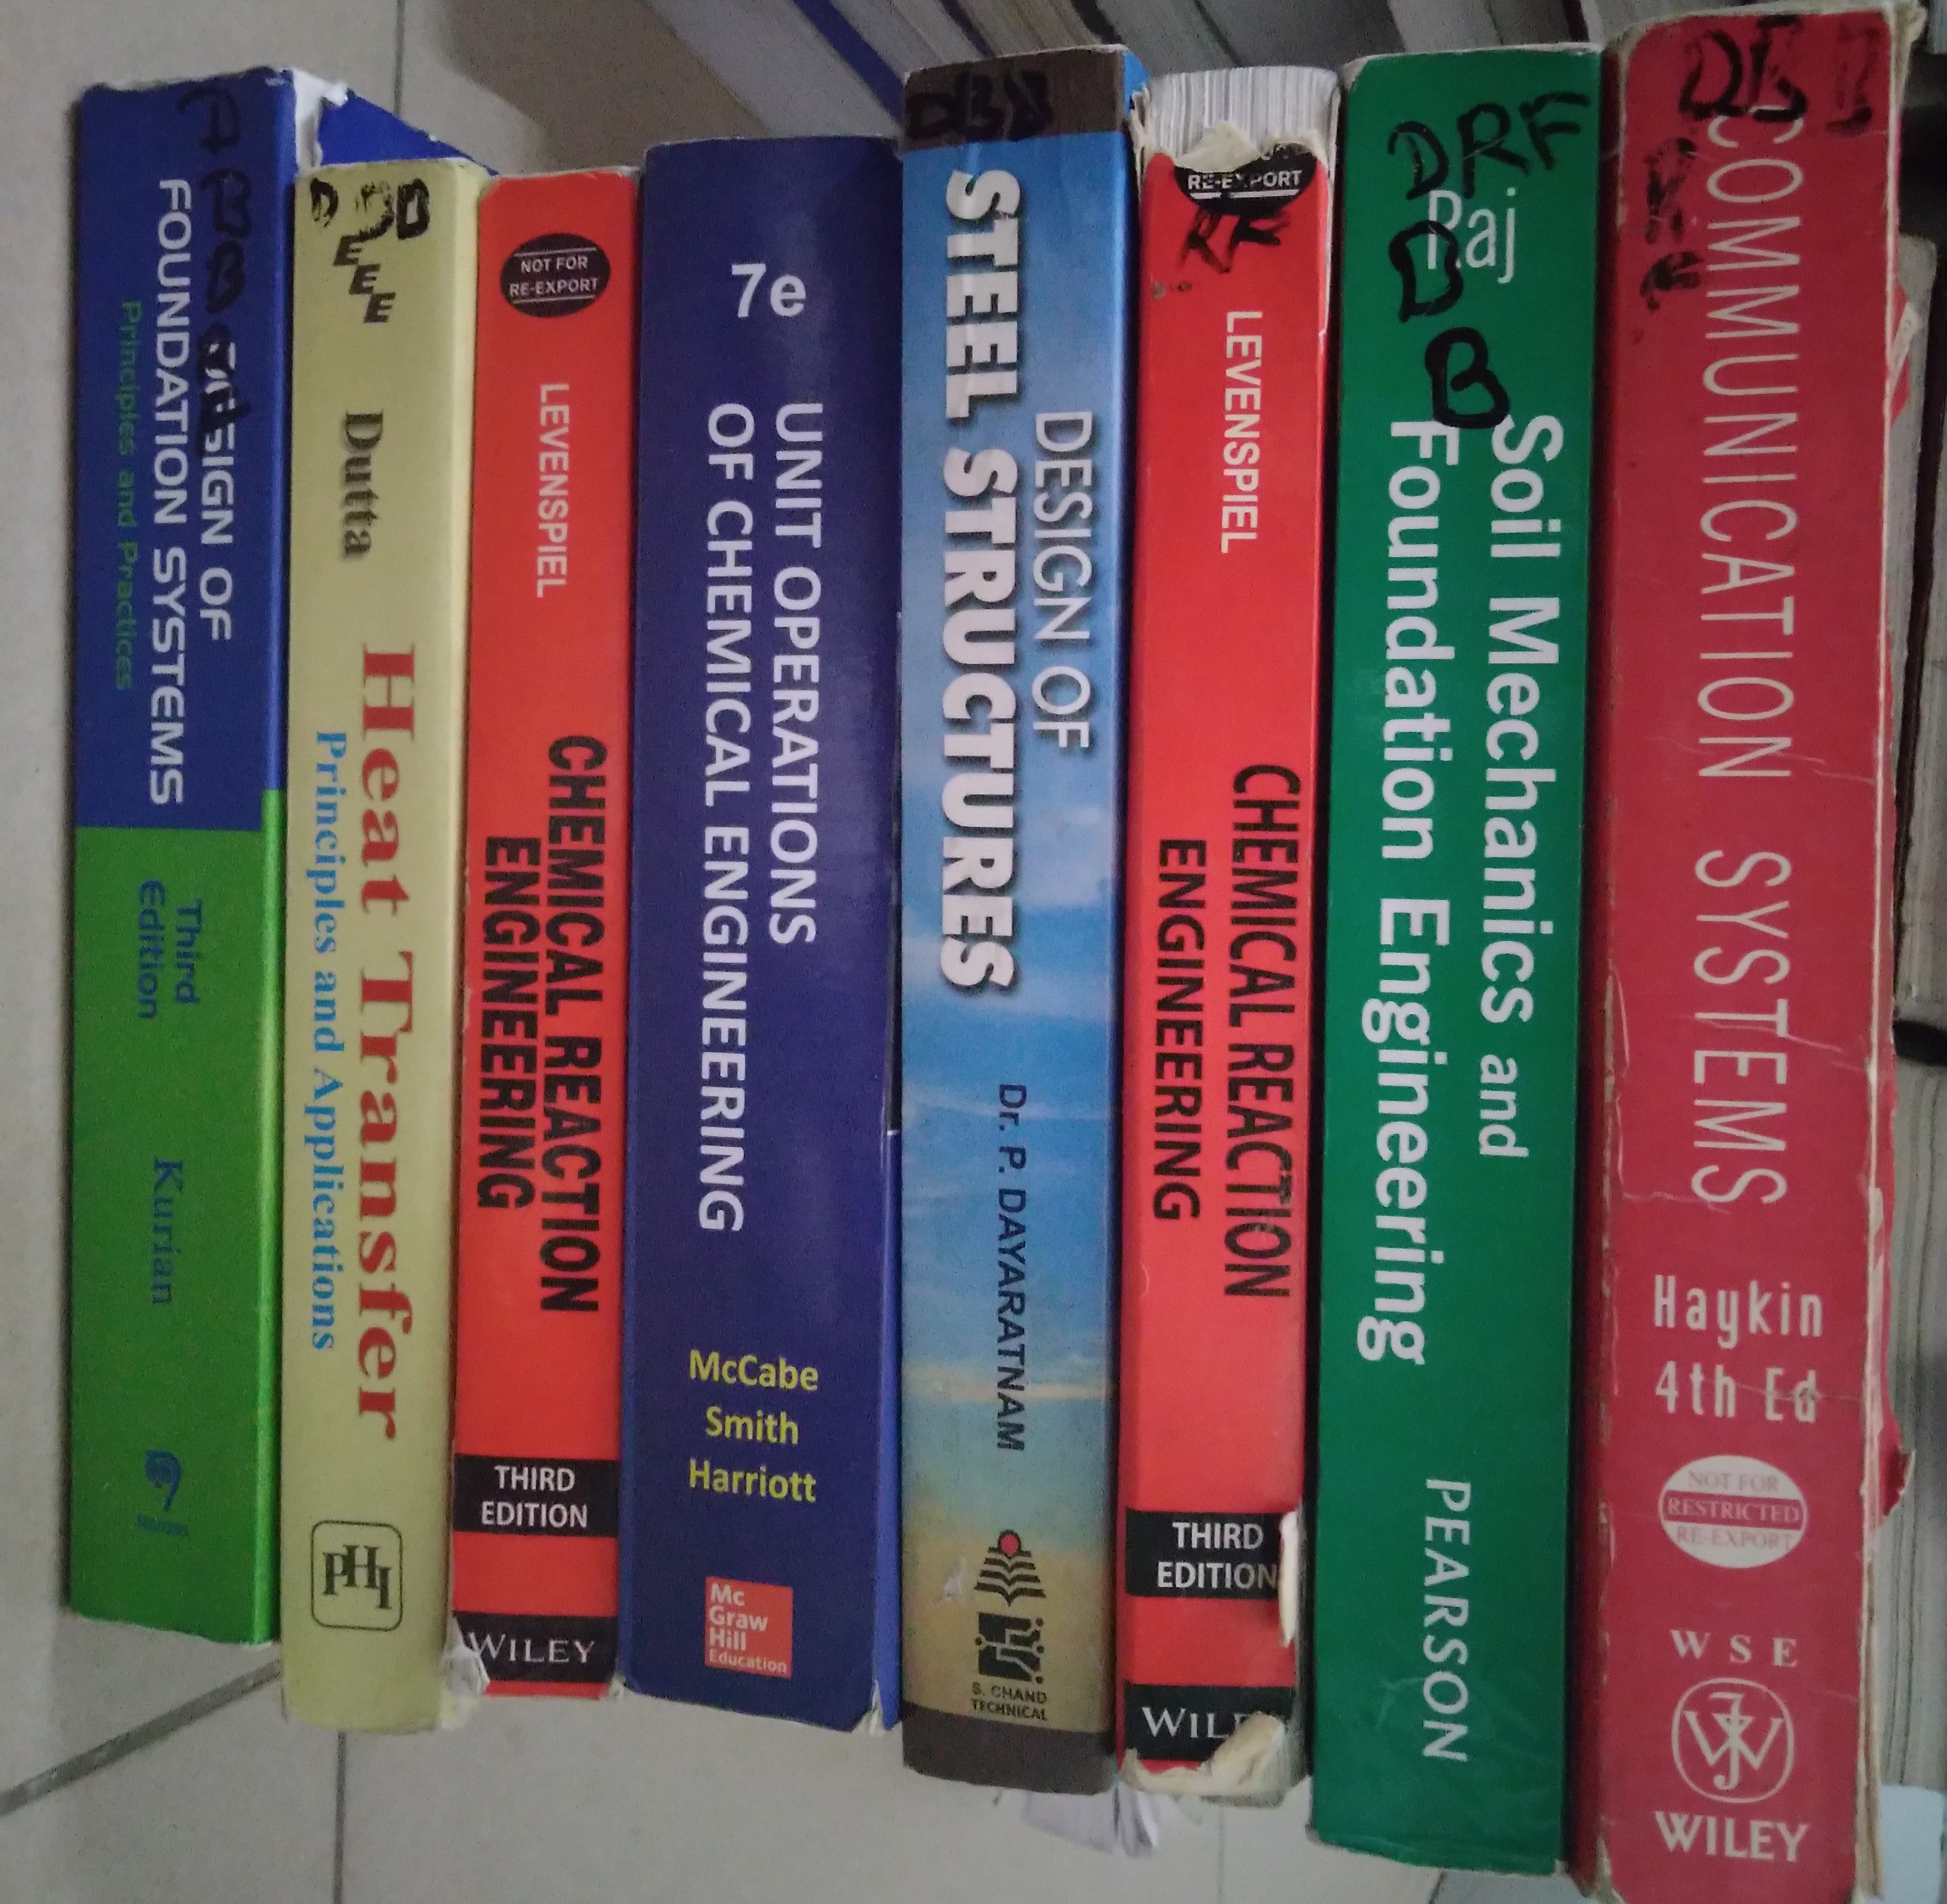 DESIGN OF
FOUNDATION SYSTEMS
Principles and Practices
Third
Edition
Kurian
D BD
EEE
Dutta
Heat Transfer
Principles and Applications
PHI
NOT FOR
RE-EXPORT
LEVENSPIEL
CHEMICAL REACTION
ENGINEERING
THIRD
EDITION
WILEY
7e
UNIT OPERATIONS
OF CHEMICAL ENGINEERING
McCabe
Smith
Harriott
Mc
Graw
Hill
Education
DESIGN OF
STEEL STRUCTURES
Dr. P. DAYARATNAM
S. CHAND
TECHNICAL
RE-EXPORT
LEVENSPIEL
CHEMICAL REACTION
ENGINEERING
THIRD
EDITION
WILEY
DRF
Raj
B
B
Soil Mechanics and
Foundation Engineering
PEARSON
COMMUNICATION SYSTEMS
Haykin
4th Ed
NOT FOR
RESTRICTED
RE-EXPORT
WSE
WILEY